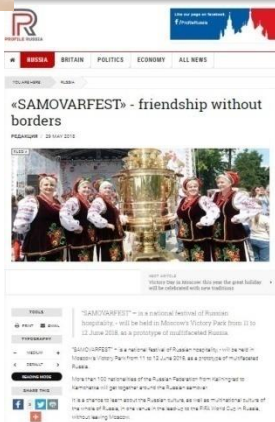 Like our page on facebook
/ProfileRussia
PROFILE RUSSIA
RUSSIA BRITAIN POLITICS ECONOMY ALL NEWS
YOU ARE HERE RUSSIA
«SAMOVARFEST» - friendship without
borders
РЕДАКЦИЯ / 29 MAY 2018
RUSSIA
NEXT ARTICLE
Victory Day in Moscow: this year the great holiday
will be celebrated with new traditions
TOOLS
PRINT EMAIL
TYPOGRAPHY
MEDIUM
DEFAULT
READING MODE
SHARE THIS
"SAMOVARFEST" – is a national festival of Russian
hospitality, - will be held in Moscow's Victory Park from 11 to
12 June 2018, as a prototype of multifaceted Russia.
"SAMOVARFEST" – is a national festival of Russian hospitality, - will be held in
Moscow's Victory Park from 11 to 12 June 2018, as a prototype of multifaceted
Russia.
More than 100 nationalities of the Russian Federation from Kaliningrad to
Kamchatka will get together around the Russian samovar.
It is a chance to learn about the Russian culture, as well as multinational culture of
the whole of Russia, in one venue in the lead-up to the FIFA World Cup in Russia,
without leaving Moscow.